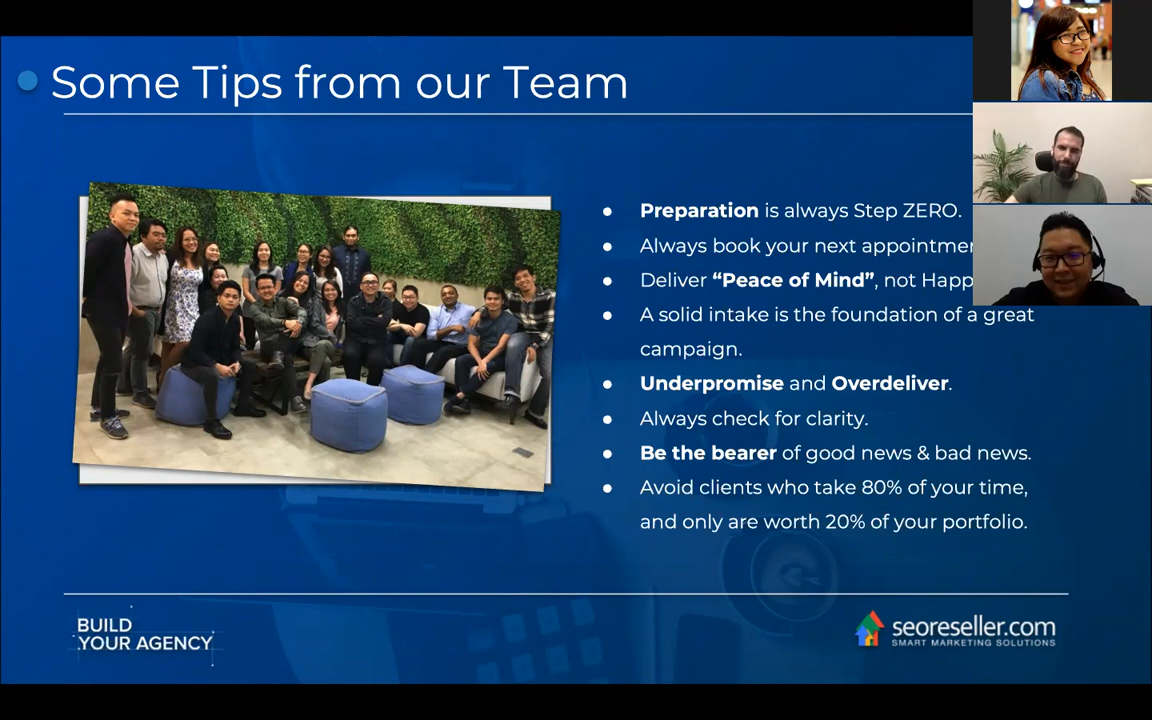 Some Tips from our Team
● Preparation is always Step ZERO.
● Always book your next
● Deliver “Peace of Mind”, not
● A solid intake is the foundation of a great
campaign.
● Underpromise and Overdeliver.
● Always check for clarity.
● Be the bearer of good news & bad news.
● Avoid clients who take 80% of your time,
and only are worth 20% of your portfolio.
BUILD
YOUR AGENCY
seoreseller.com
SMART MARKETING SOLUTIONS